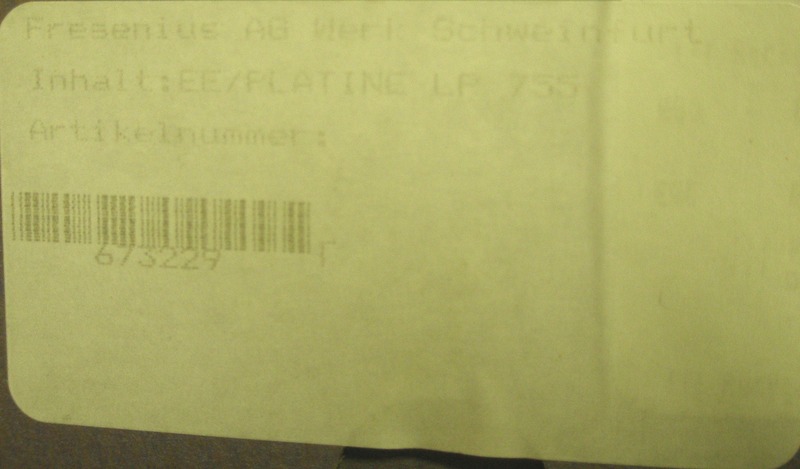 Fresenius AG Werk Schweinfurt
Inhalt:EE/PLATINE LP 755
Artikelnummer:
673229